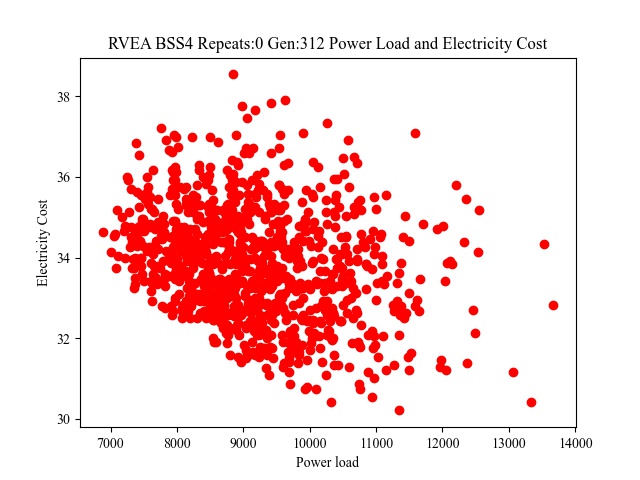 RVEA BSS4 Repeats:0 Gen:312 Power Load and Electricity Cost
38
36
34
32
30
Electricity Cost
7000 8000 9000 10000 11000 12000 13000 14000
Power load